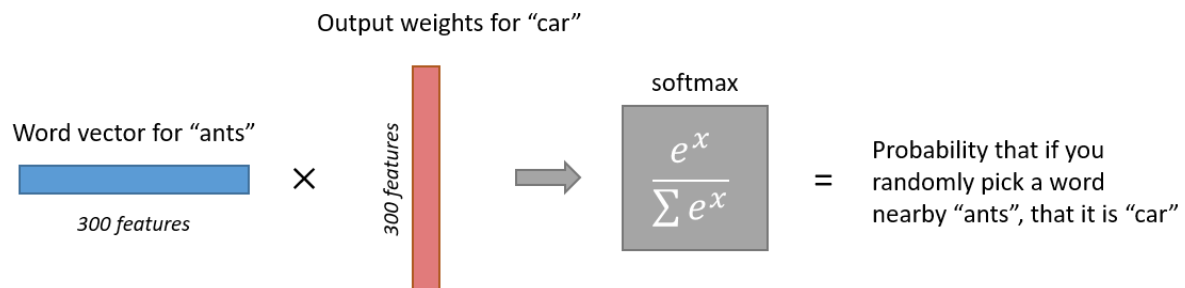 Output weights for “car”
softmax
Word vector for “ants”
300 features
×
300 features
e^x
∑ e^x
=
Probability that if you
randomly pick a word
nearby “ants”, that it is “car”